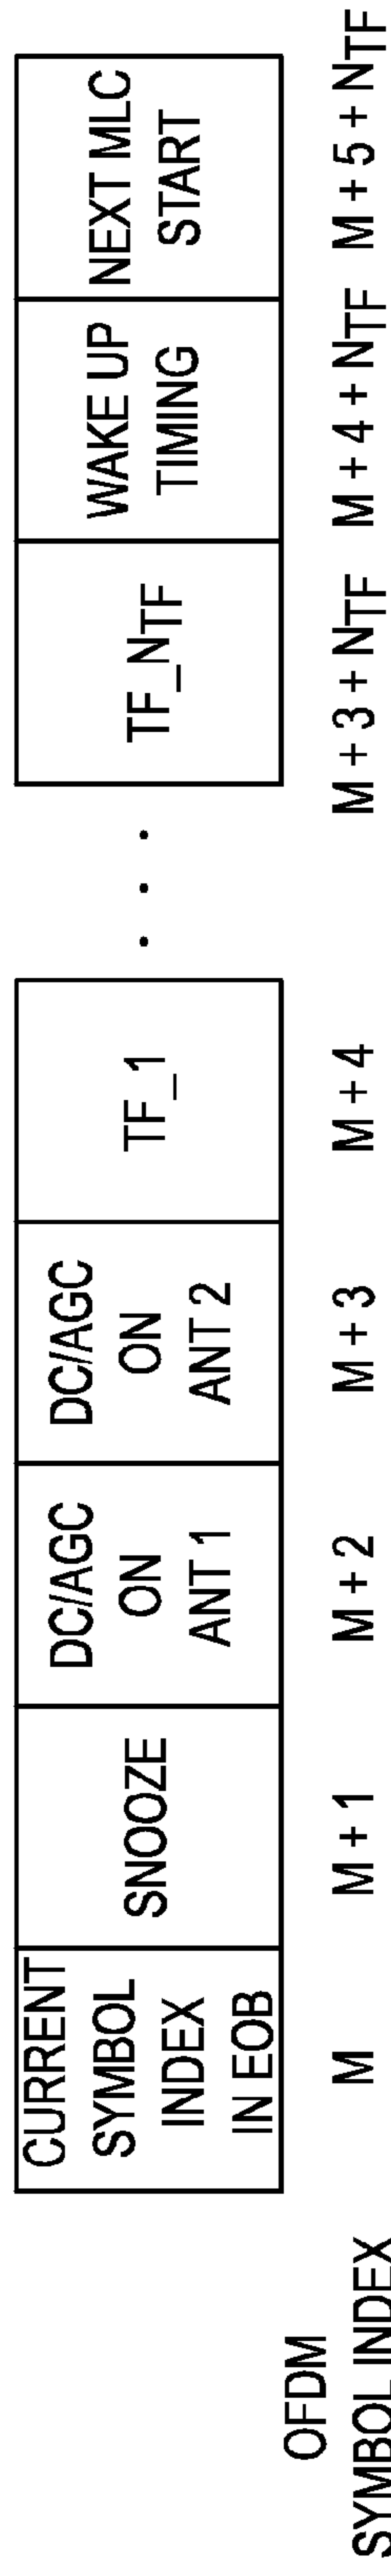 CURRENT
SYMBOL
INDEX
IN EOB
SNOOZE
DC/AGC
ON
ANT 1
DC/AGC
ON
ANT 2
TF_1
. . .
TF_NTF
WAKE UP
TIMING
NEXT MLC
START
OFDM
SYMBOL INDEX
M
M + 1
M + 2
M + 3
M + 4
M + 3 + NTF
M + 4 + NTF
M + 5 + NTF